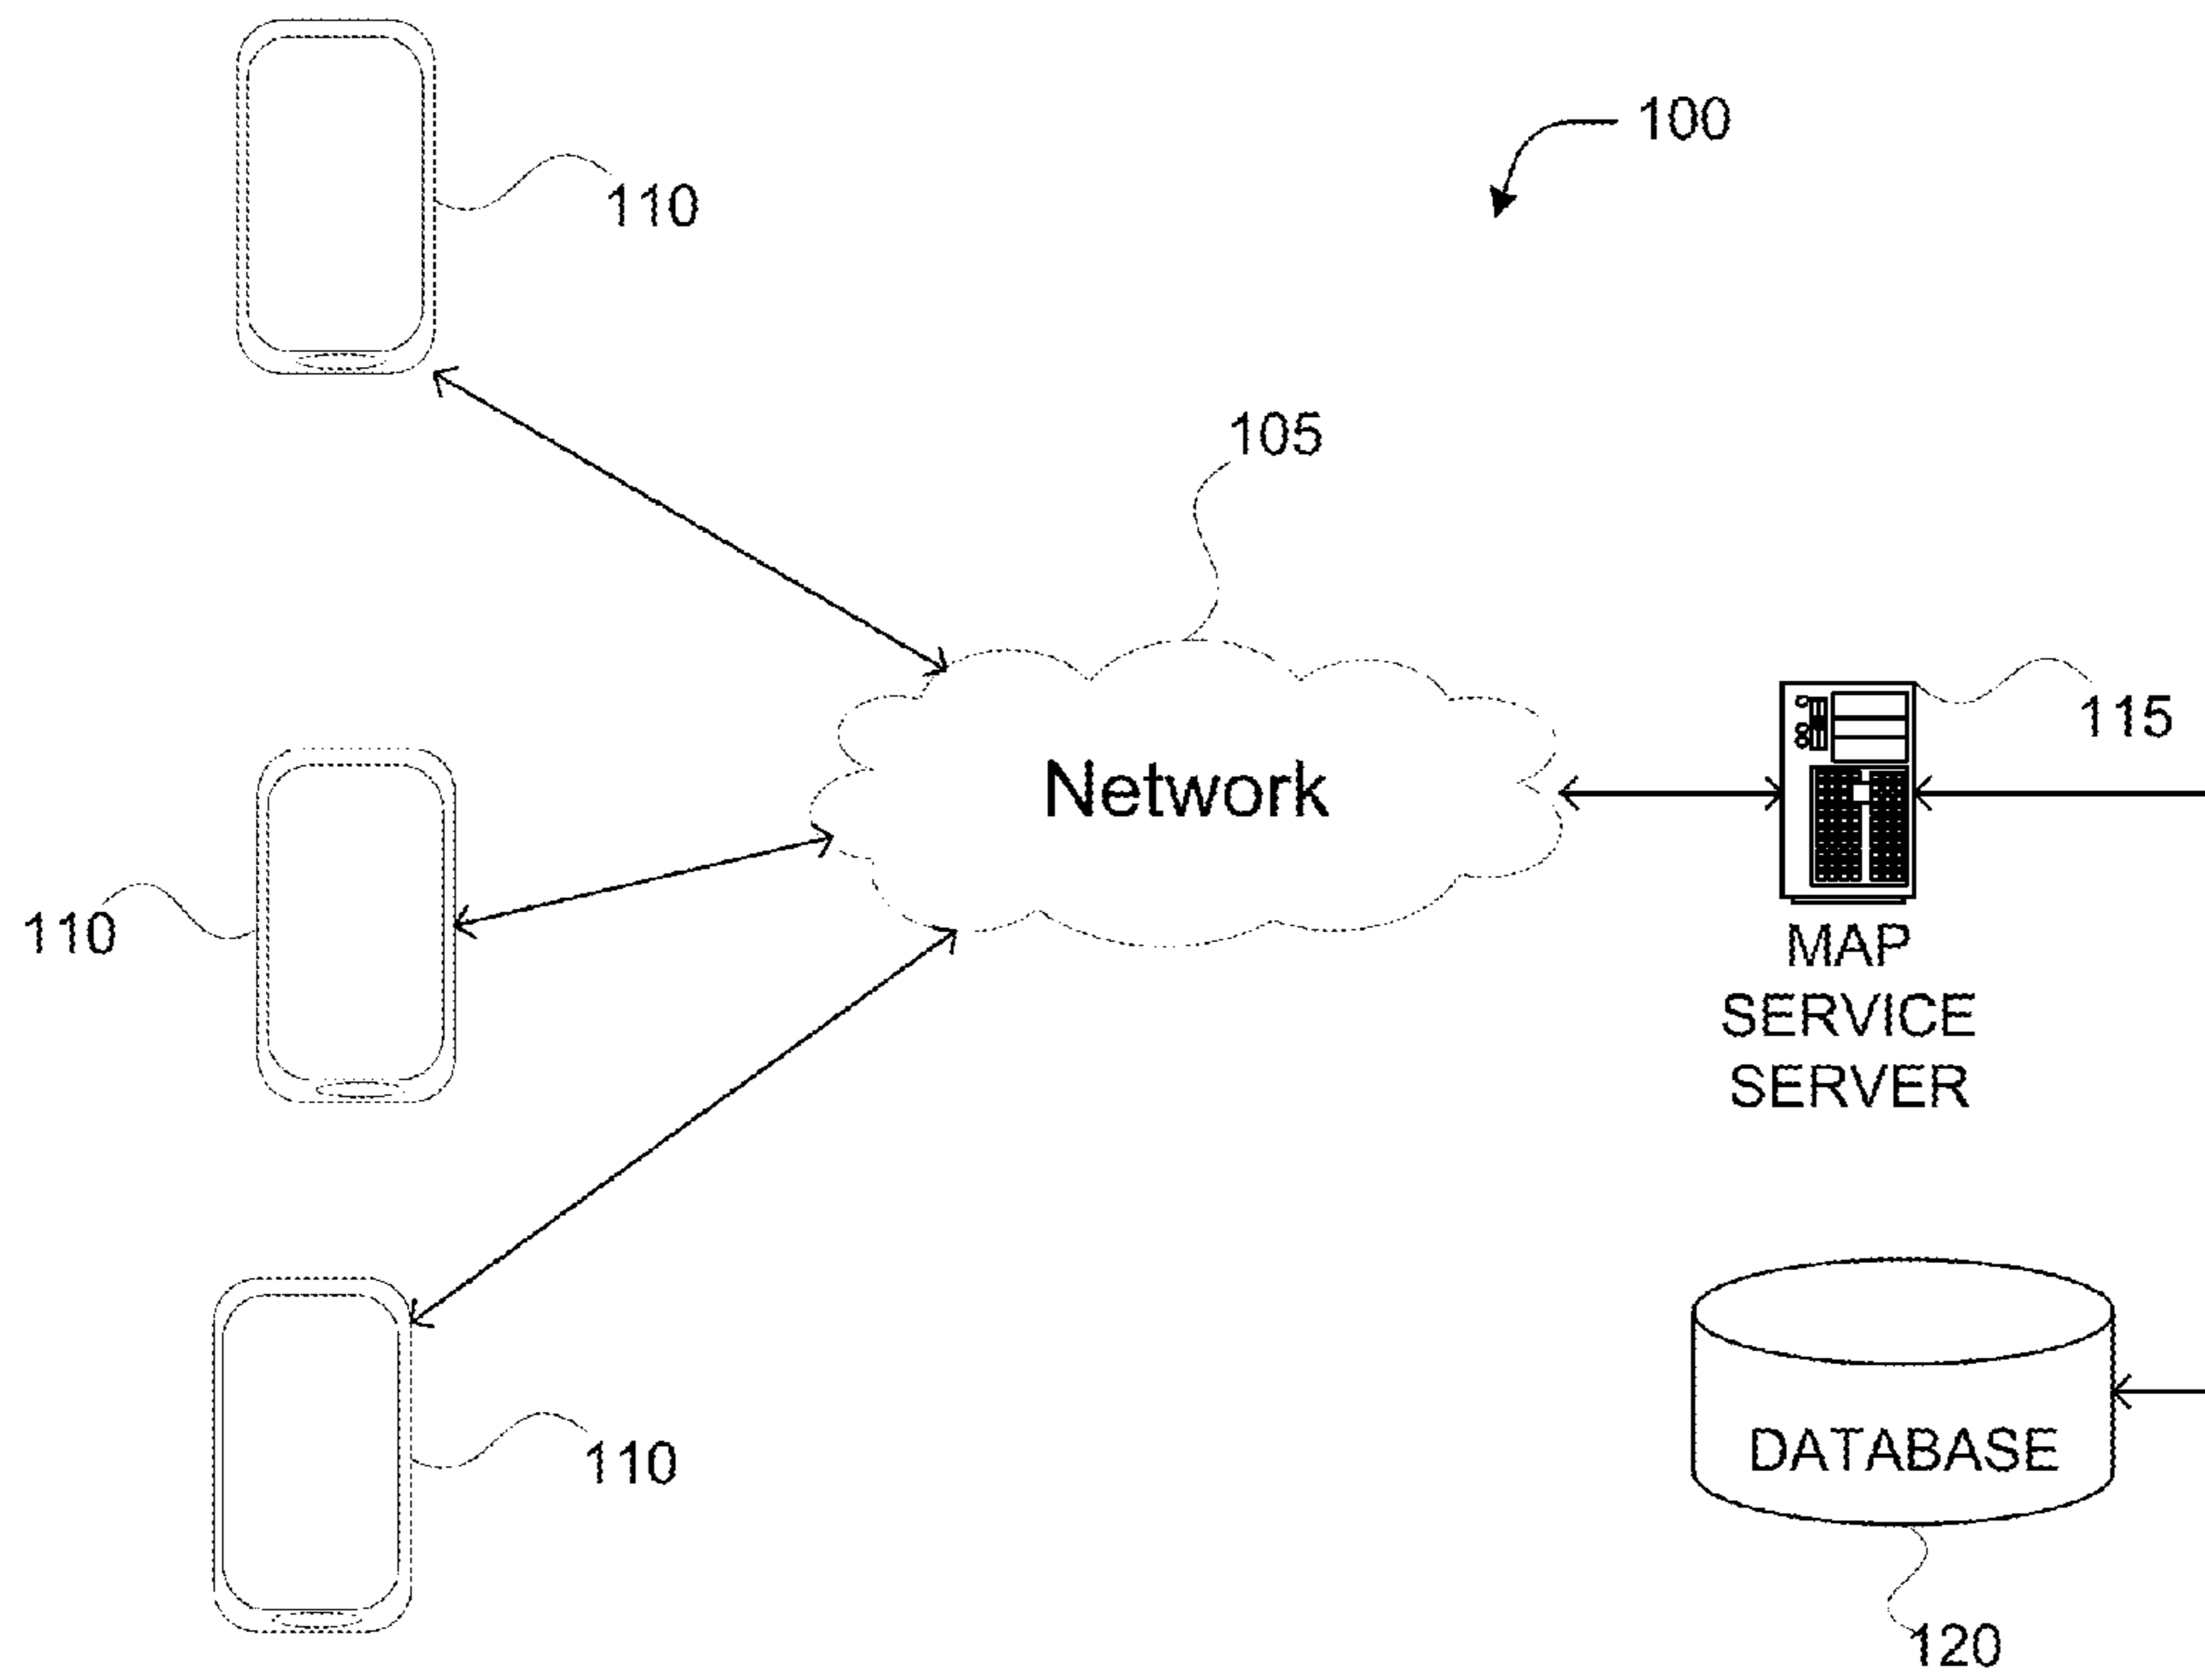 100
110
105
Network
115
110
MAP
SERVICE
SERVER
DATABASE
110
120